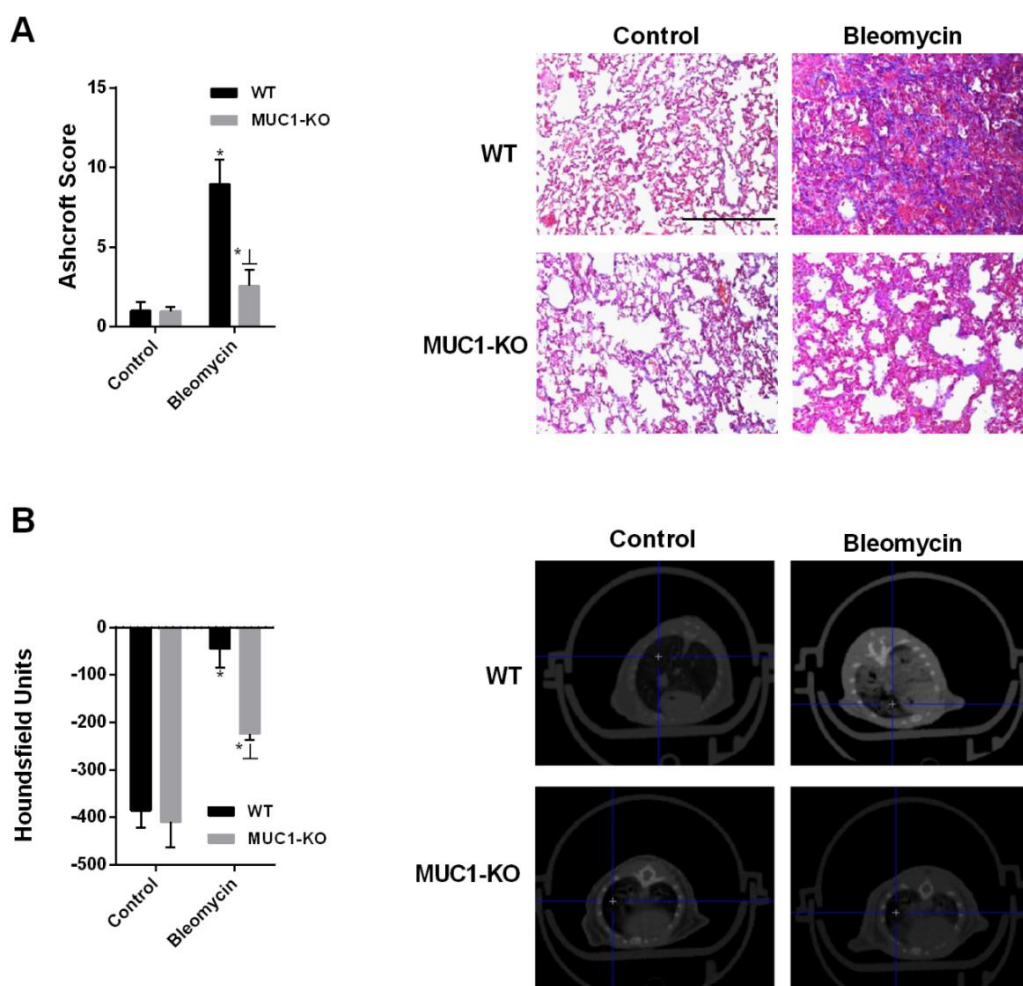 A
Control
Bleomycin
Ashcroft Score
15
10
5
0
WT
MUC1-KO
*
*⊥
Control
Bleomycin
WT
MUC1-KO
B
Control
Bleomycin
Houndsfield Units
0
-100
-200
-300
-400
-500
*
*⊥
WT
MUC1-KO
Control
Bleomycin
WT
MUC1-KO